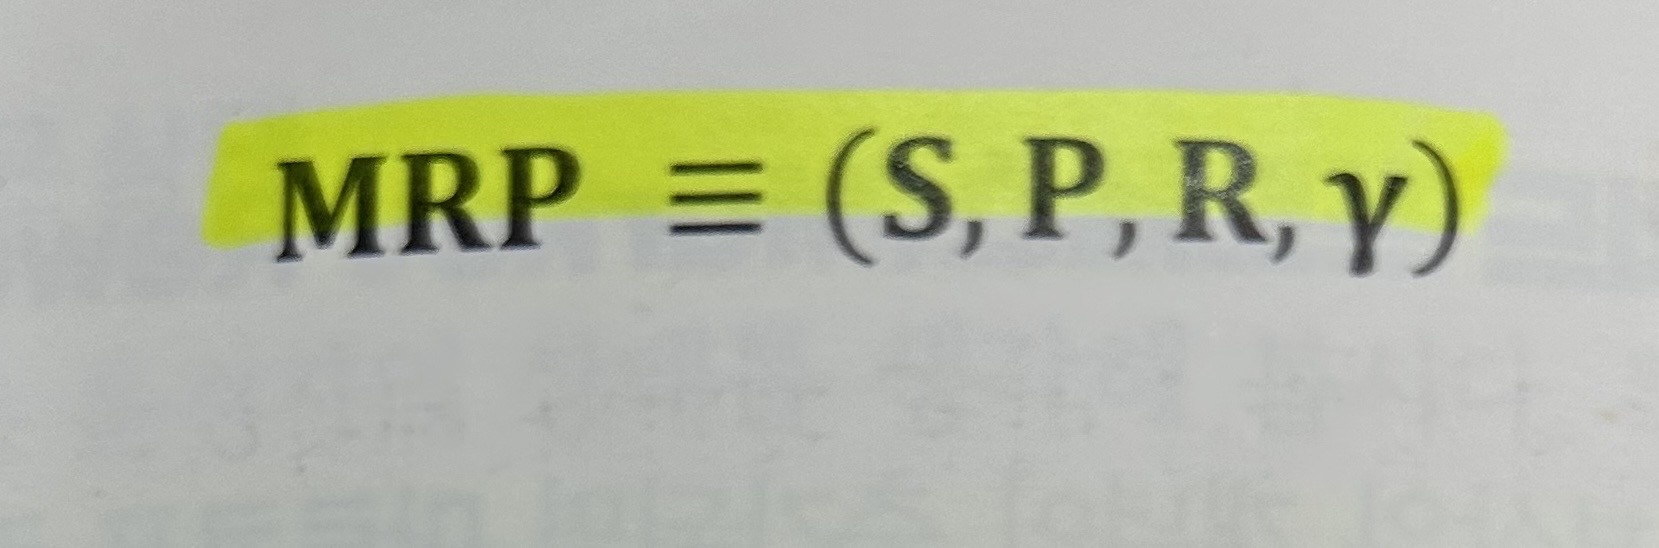 MRP ≡ (S, P, R, γ)